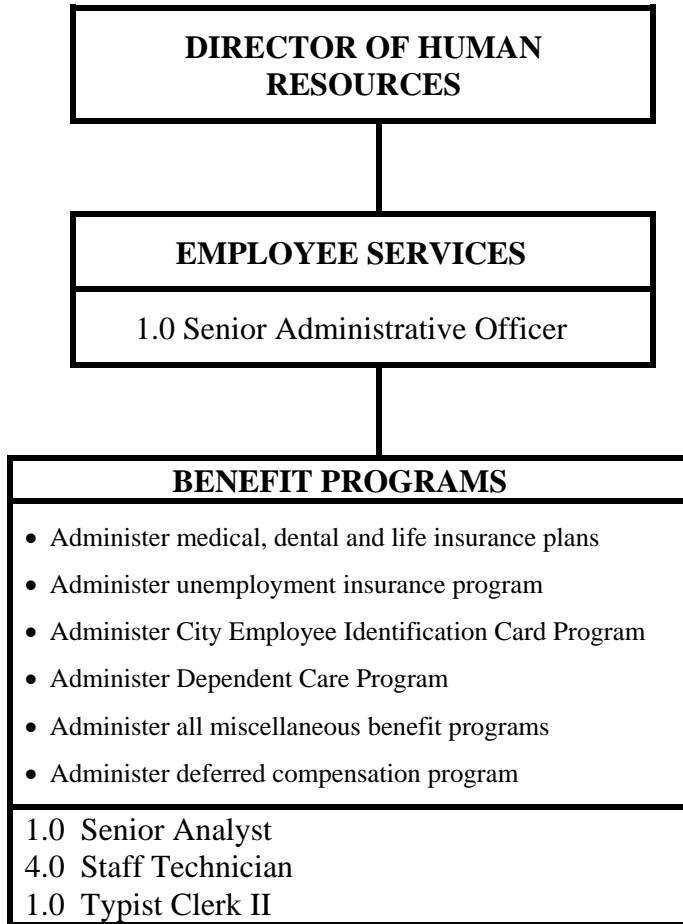 DIRECTOR OF HUMAN
RESOURCES
EMPLOYEE SERVICES
1.0 Senior Administrative Officer
BENEFIT PROGRAMS
• Administer medical, dental and life insurance plans
• Administer unemployment insurance program
• Administer City Employee Identification Card Program
• Administer Dependent Care Program
• Administer all miscellaneous benefit programs
• Administer deferred compensation program
1.0 Senior Analyst
4.0 Staff Technician
1.0 Typist Clerk II